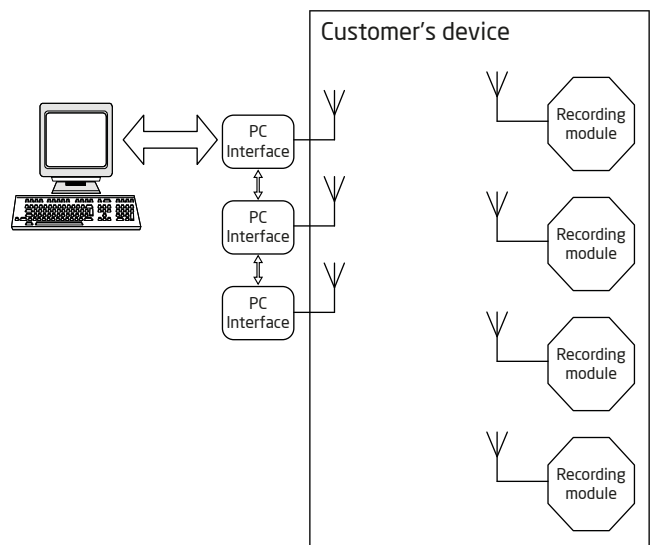 Customer's device
PC
Interface
PC
Interface
PC
Interface
Recording
module
Recording
module
Recording
module
Recording
module